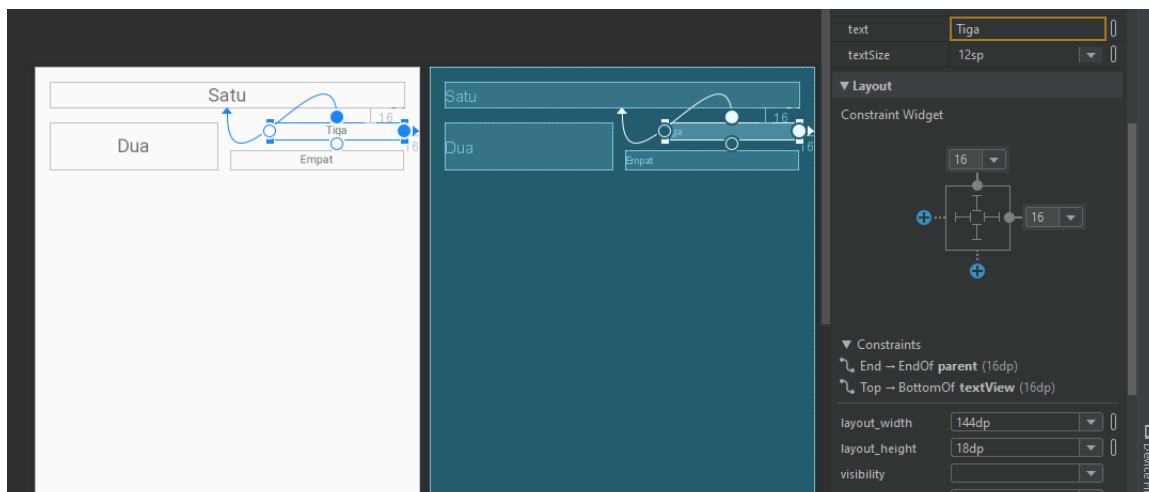 Satu
16
Tiga
Dua
16
Empat
Satu
16
Dua
16
Empat
text
Tiga
textSize
12sp
▼ Layout
Constraint Widget
16
16
▼ Constraints
End → EndOf parent (16dp)
Top → BottomOf textView (16dp)
layout_width
144dp
layout_height
18dp
visibility